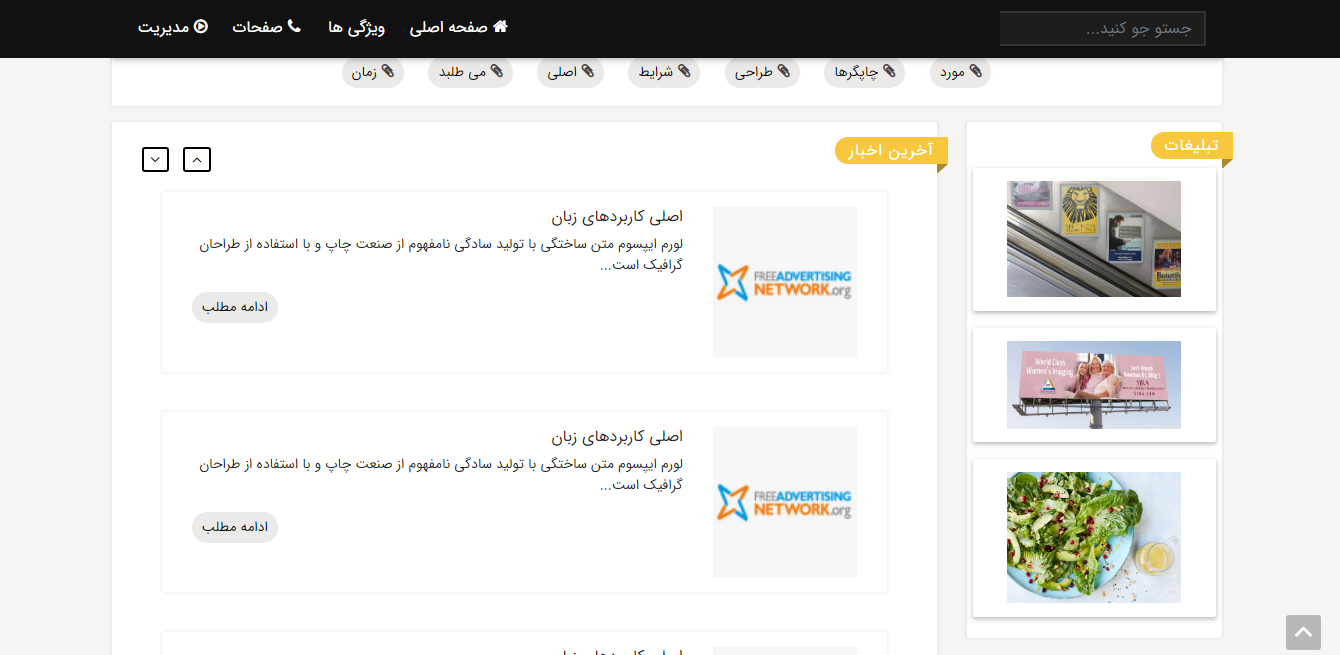 صفحه اصلی
ویژگی ها
صفحات
مدیریت
جستو جو کنید...
مورد
چاپگرها
طراحی
شرایط
اصلی
می طلبد
زمان
تبلیغات
World Class
Women's Imaging
آخرین اخبار
اصلی کاربردهای زبان
لورم ایپسوم متن ساختگی با تولید سادگی نامفهوم از صنعت چاپ و با استفاده از طراحان
گرافیک است...
ادامه مطلب
FREEADVERTISING
NETWORK.org
اصلی کاربردهای زبان
لورم ایپسوم متن ساختگی با تولید سادگی نامفهوم از صنعت چاپ و با استفاده از طراحان
گرافیک است...
ادامه مطلب
FREEADVERTISING
NETWORK.org